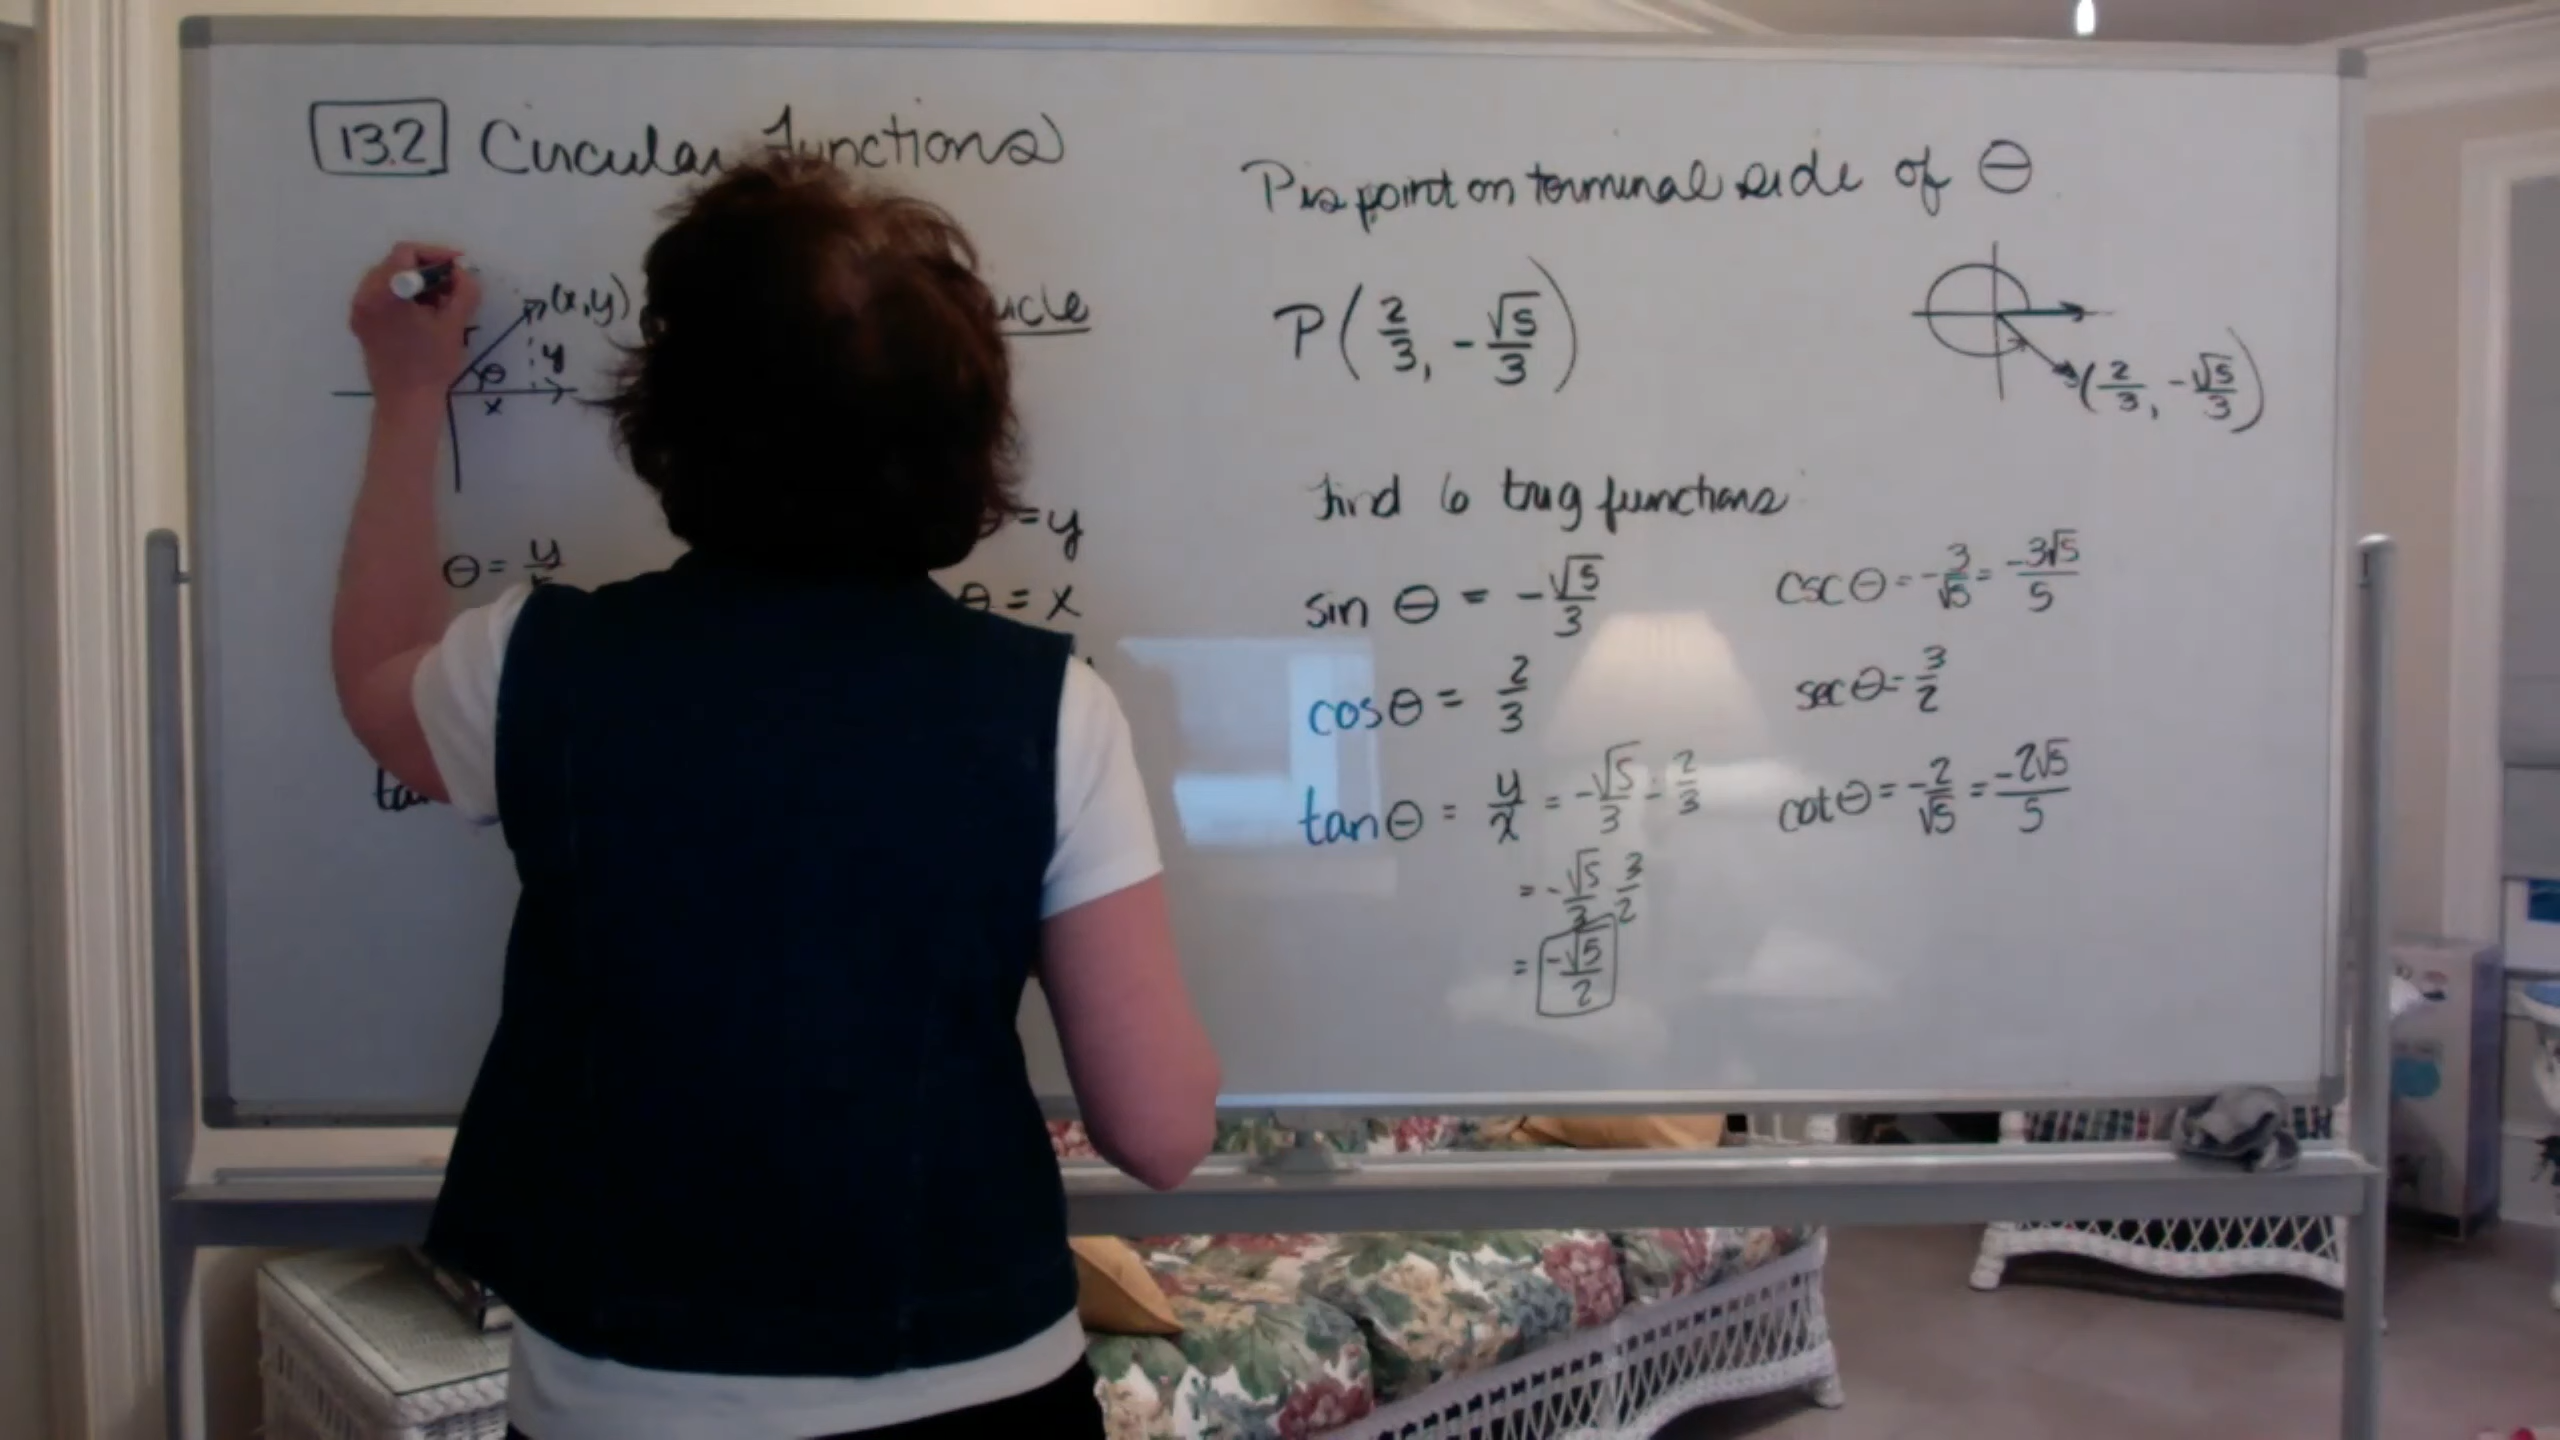 13.2 Circular Functions
(x,y)
r
y
θ
x
θ = y/r
= y
θ = x
P is point on terminal side of θ
P(2/3, -√5/3)
(2/3, -√5/3)
Find 6 trig functions
sin θ = -√5/3
csc θ = -3/√5 = -3√5/5
cos θ = 2/3
sec θ = 3/2
tan θ = y/x = -√5/3 ÷ 2/3
cot θ = -2/√5 = -2√5/5
= -√5/3 3/2
= -√5/2